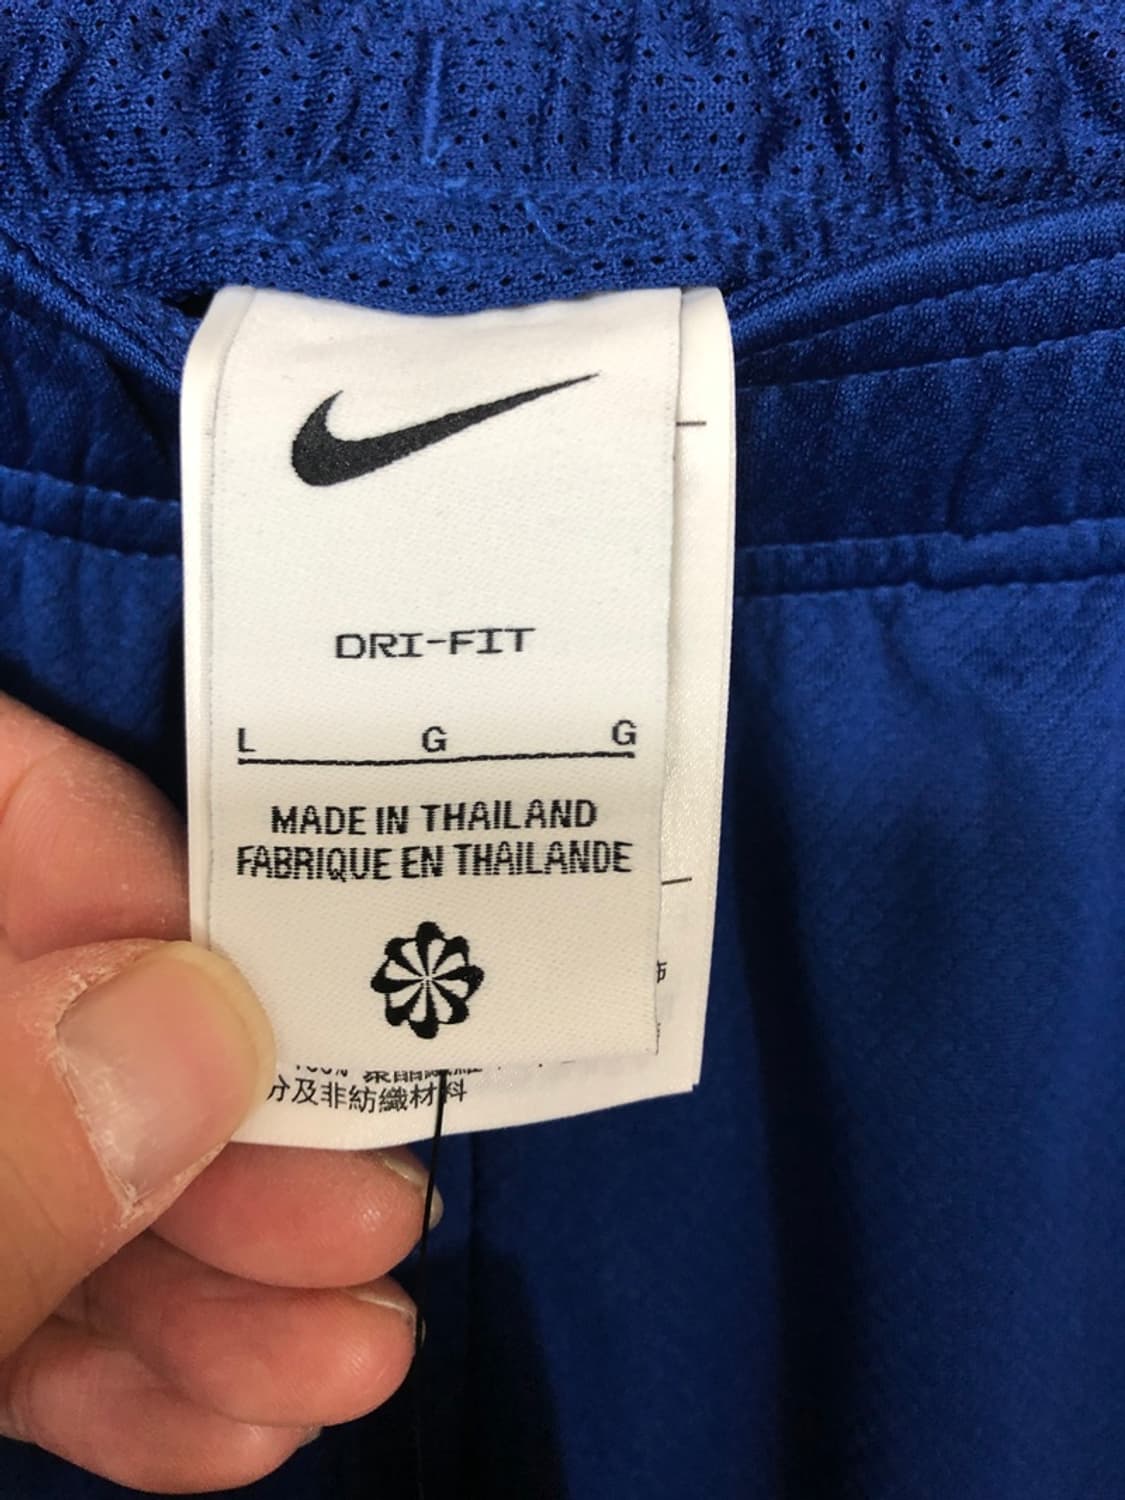 DRI-FIT
L G G
MADE IN THAILAND
FABRIQUE EN THAILANDE
分及非紡織材料